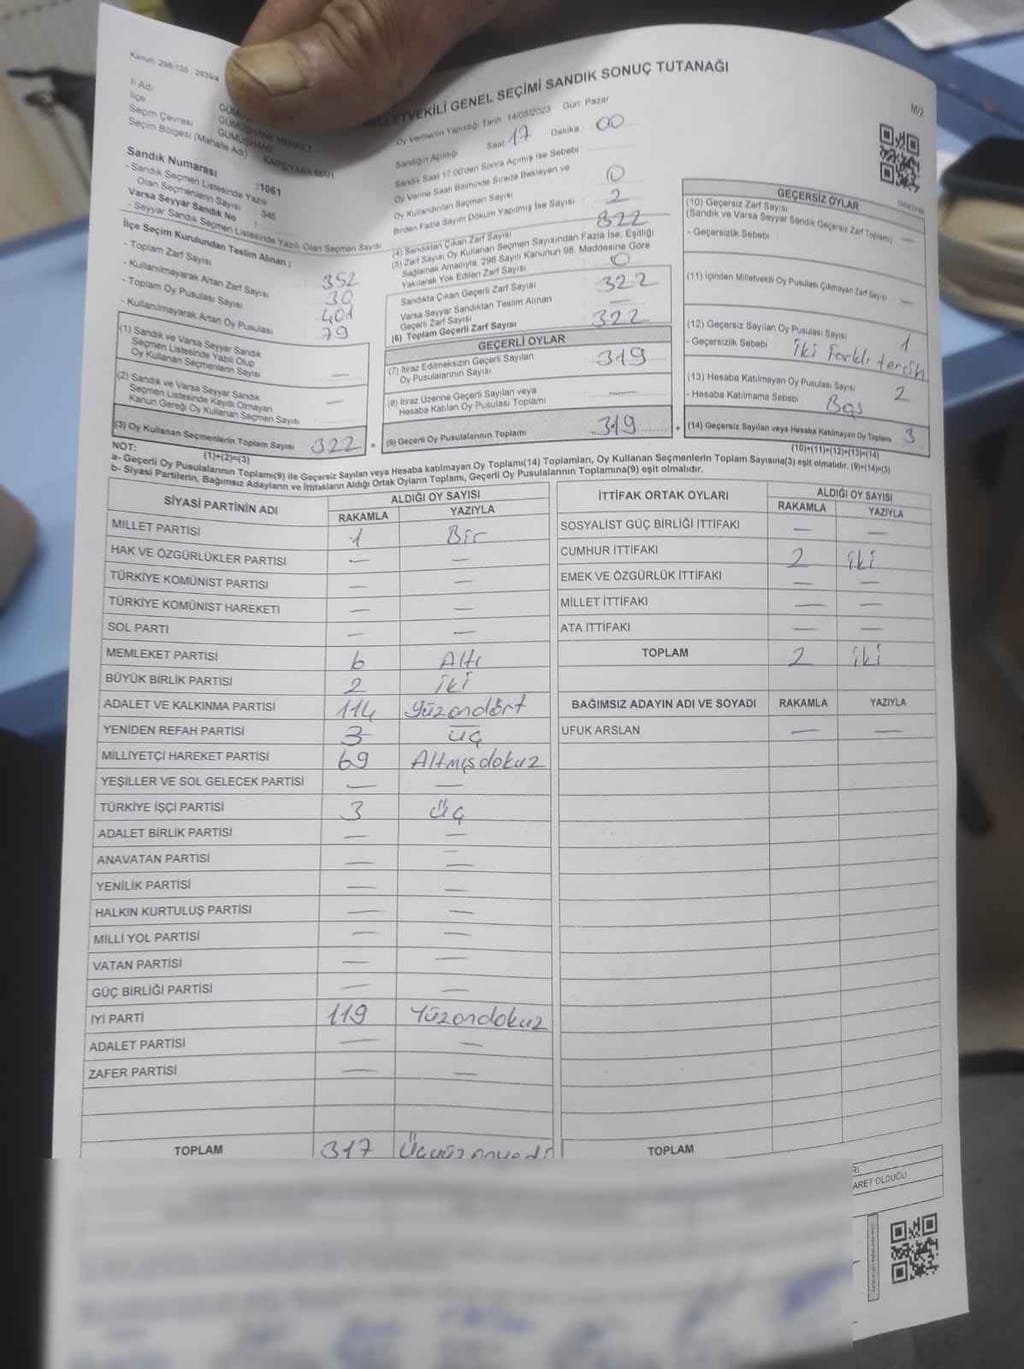 Kanun: 298/105 , 2839/4
LETVEKİLİ GENEL SEÇİMİ SANDIK SONUÇ TUTANAĞI
M/2
İl Adı
İlçe
GÜMÜŞHANE MERKEZ
Seçim Çevresi GÜMÜŞHANE
Seçim Bölgesi (Mahalle Adı) KARŞIYAKA MAH
Sandık Numarası :1061
- Sandık Seçmen Listesinde Yazılı
Olan Seçmenlerin Sayısı : 346
Varsa Seyyar Sandık No
- Seyyar Sandık Seçmen Listesinde Yazılı Olan Seçmen Sayısı
İlçe Seçim Kurulundan Teslim Alınan :
- Toplam Zarf Sayısı 352
- Kullanılmayarak Artan Zarf Sayısı 30
- Toplam Oy Pusulası Sayısı 401
- Kullanılmayarak Artan Oy Pusulası 79
(1) Sandık ve Varsa Seyyar Sandık
Seçmen Listesinde Yazılı Olup
Oy Kullanan Seçmenlerin Sayısı —
(2) Sandık ve Varsa Seyyar Sandık
Seçmen Listesinde Kayıtlı Olmayan
Kanun Gereği Oy Kullanan Seçmen Sayısı —
(3) Oy Kullanan Seçmenlerin Toplam Sayısı 322 =
(1)+(2)=(3)
Oy Vermenin Yapıldığı Tarih :14/05/2023 Gün: Pazar
Sandığın Açıldığı Saat: 17 Dakika 00
Sandık Saat 17:00'den Sonra Açılmış İse Sebebi
Oy Verme Saati Bitiminde Sırada Bekleyen ve
Oy Kullandırılan Seçmen Sayısı 0
Birden Fazla Sayım Döküm Yapılmış İse Sayısı 2
(4) Sandıktan Çıkan Zarf Sayısı 322
(5) Zarf Sayısı Oy Kullanan Seçmen Sayısından Fazla İse, Eşitliği
Sağlamak Amacıyla, 298 Sayılı Kanunun 98. Maddesine Göre
Yakılarak Yok Edilen Zarf Sayısı 0
Sandıkta Çıkan Geçerli Zarf Sayısı 322
Varsa Seyyar Sandıktan Teslim Alınan
Geçerli Zarf Sayısı —
(6) Toplam Geçerli Zarf Sayısı 322
GEÇERLİ OYLAR
(7) İtiraz Edilmeksizin Geçerli Sayılan
Oy Pusulalarının Sayısı 319
(8) İtiraz Üzerine Geçerli Sayılan veya
Hesaba Katılan Oy Pusulası Toplamı —
(9) Geçerli Oy Pusulalarının Toplamı 319 +
GEÇERSİZ OYLAR
(10) Geçersiz Zarf Sayısı
(Sandık ve Varsa Seyyar Sandık Geçersiz Zarf Toplamı) —
- Geçersizlik Sebebi
(11) İçinden Milletvekili Oy Pusulası Çıkmayan Zarf Sayısı —
(12) Geçersiz Sayılan Oy Pusulası Sayısı 1
- Geçersizlik Sebebi : iki Farklı tercih
(13) Hesaba Katılmayan Oy Pusulası Sayısı 2
- Hesaba Katılmama Sebebi Boş
(14) Geçersiz Sayılan veya Hesaba Katılmayan Oy Toplamı 3
(10)+(11)+(12)+(13)=(14)
NOT:
a- Geçerli Oy Pusulalarının Toplamı(9) ile Geçersiz Sayılan veya Hesaba katılmayan Oy Toplamı(14) Toplamları, Oy Kullanan Seçmenlerin Toplam Sayısına(3) eşit olmalıdır. (9)+(14)=(3)
b- Siyasi Partilerin, Bağımsız Adayların ve İttifakların Aldığı Ortak Oyların Toplamı, Geçerli Oy Pusulalarının Toplamına(9) eşit olmalıdır.
SİYASİ PARTİNİN ADI ALDIĞI OY SAYISI
RAKAMLA YAZIYLA
MİLLET PARTİSİ 1 Bir
HAK VE ÖZGÜRLÜKLER PARTİSİ — —
TÜRKİYE KOMÜNİST PARTİSİ — —
TÜRKİYE KOMÜNİST HAREKETİ — —
SOL PARTİ — —
MEMLEKET PARTİSİ 6 Altı
BÜYÜK BİRLİK PARTİSİ 2 iki
ADALET VE KALKINMA PARTİSİ 114 yüzondört
YENİDEN REFAH PARTİSİ 3 üç
MİLLİYETÇİ HAREKET PARTİSİ 69 Altmışdokuz
YEŞİLLER VE SOL GELECEK PARTİSİ — —
TÜRKİYE İŞÇİ PARTİSİ 3 Üç
ADALET BİRLİK PARTİSİ — —
ANAVATAN PARTİSİ — —
YENİLİK PARTİSİ — —
HALKIN KURTULUŞ PARTİSİ — —
MİLLİ YOL PARTİSİ — —
VATAN PARTİSİ — —
GÜÇ BİRLİĞİ PARTİSİ — —
İYİ PARTİ 119 Yüzondokuz
ADALET PARTİSİ — —
ZAFER PARTİSİ — —
TOPLAM 317 Üçyüzonyedi
İTTİFAK ORTAK OYLARI ALDIĞI OY SAYISI
RAKAMLA YAZIYLA
SOSYALİST GÜÇ BİRLİĞİ İTTİFAKI — —
CUMHUR İTTİFAKI 2 iki
EMEK VE ÖZGÜRLÜK İTTİFAKI — —
MİLLET İTTİFAKI — —
ATA İTTİFAKI — —
TOPLAM 2 iki
BAĞIMSIZ ADAYIN ADI VE SOYADI RAKAMLA YAZIYLA
UFUK ARSLAN — —
TOPLAM
ARET OLDUĞU